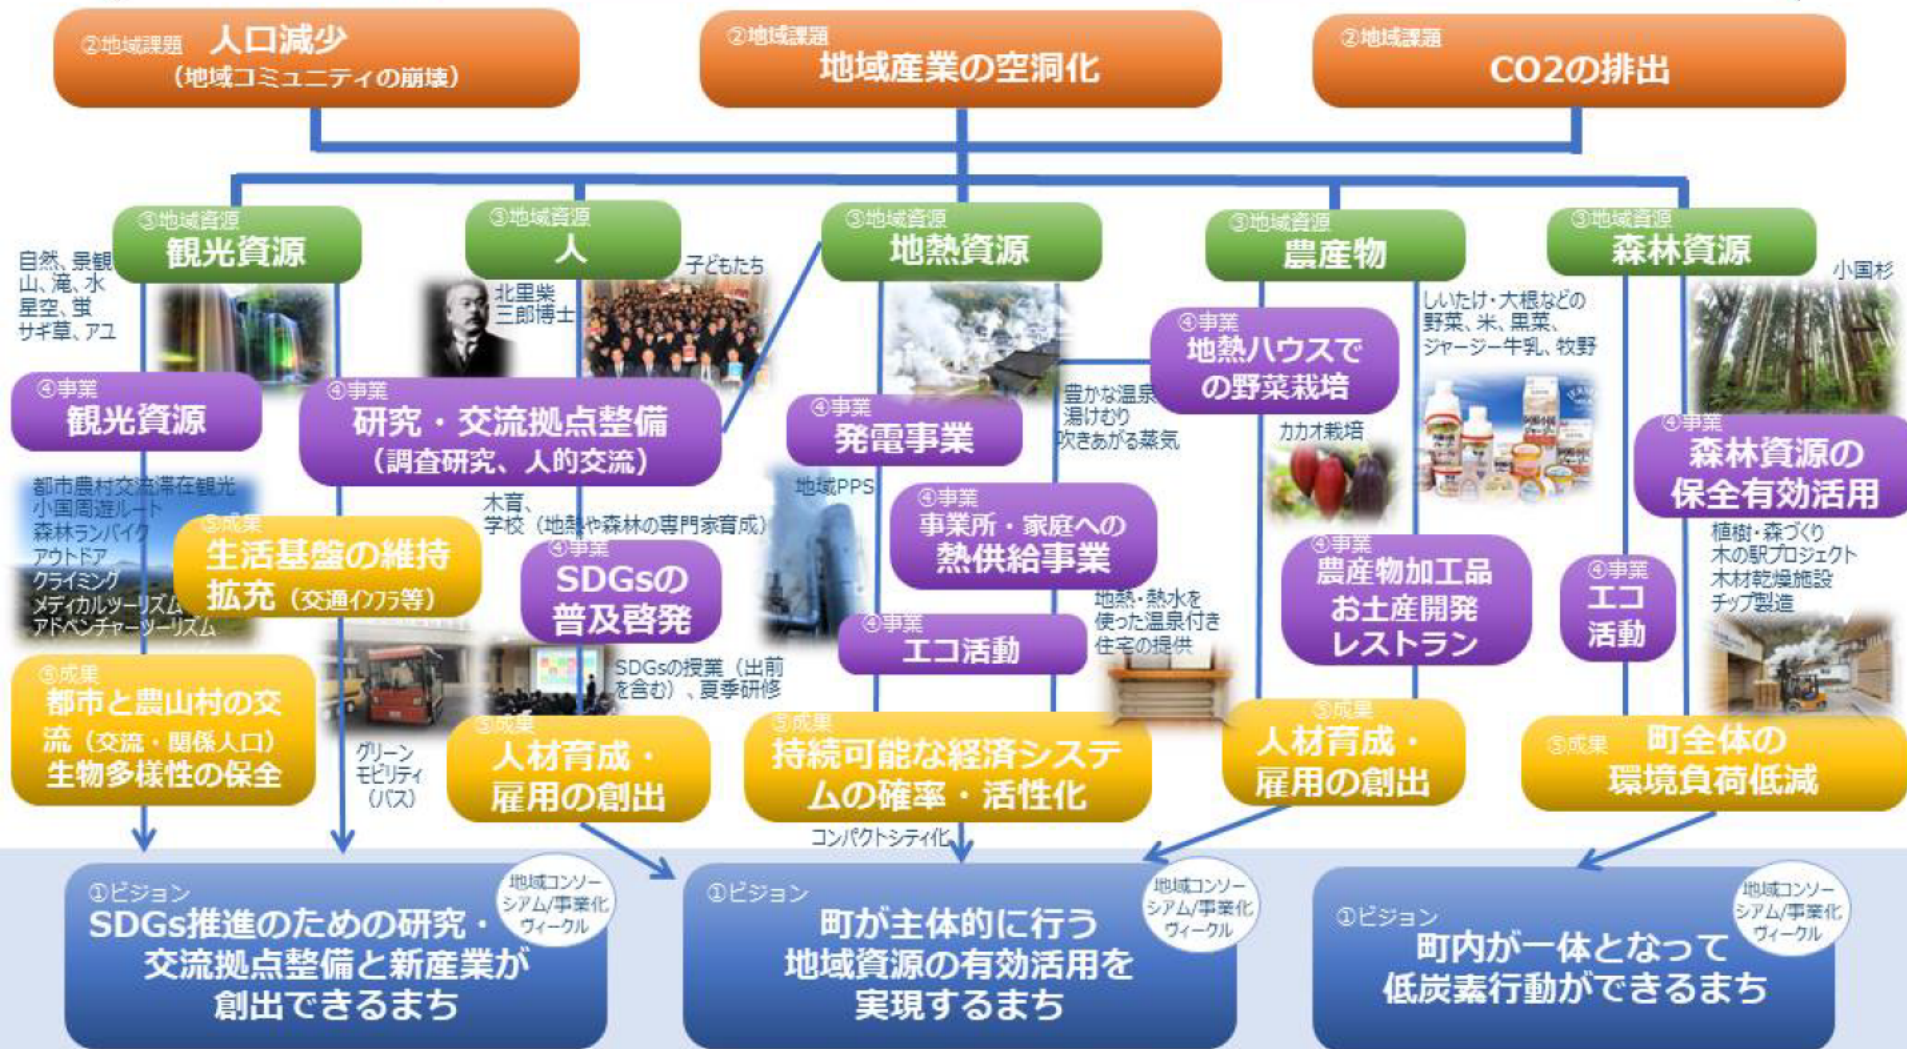 ②地域課題 人口減少
（地域コミュニティの崩壊）
②地域課題
地域産業の空洞化
②地域課題
CO2の排出
③地域資源
観光資源
③地域資源
人
③地域資源
地熱資源
③地域資源
農産物
③地域資源
森林資源
自然、景観
山、滝、水
星空、蛍
サギ草、アユ
北里柴
三郎博士
子どもたち
しいたけ・大根などの
野菜、米、黒菜、
ジャージー牛乳、牧野
小国杉
④事業
観光資源
④事業
研究・交流拠点整備
（調査研究、人的交流）
④事業
発電事業
豊かな温泉
湯けむり
吹きあがる蒸気
④事業
地熱ハウスで
の野菜栽培
カカオ栽培
④事業
森林資源の
保全有効活用
都市農村交流滞在観光
小国周遊ルート
森林ランバイク
アウトドア
クライミング
メディカルツーリズム
アドベンチャーツーリズム
⑤成果
生活基盤の維持
拡充（交通インフラ等）
木育、
学校（地熱や森林の専門家育成）
④事業
SDGsの
普及啓発
地域PPS
④事業
事業所・家庭への
熱供給事業
④事業
エコ活動
地熱・熱水を
使った温泉付き
住宅の提供
④事業
農産物加工品
お土産開発
レストラン
④事業
エコ
活動
植樹・森づくり
木の駅プロジェクト
木材乾燥施設
チップ製造
⑤成果
都市と農山村の交
流（交流・関係人口）
生物多様性の保全
グリーン
モビリティ
（バス）
SDGsの授業（出前
を含む）、夏季研修
⑤成果
人材育成・
雇用の創出
⑤成果
持続可能な経済システ
ムの確率・活性化
コンパクトシティ化
⑤成果
人材育成・
雇用の創出
⑤成果 町全体の
環境負荷低減
①ビジョン
SDGs推進のための研究・
交流拠点整備と新産業が
創出できるまち
地域コンソー
シアム/事業化
ヴィークル
①ビジョン
町が主体的に行う
地域資源の有効活用を
実現するまち
地域コンソー
シアム/事業化
ヴィークル
①ビジョン
町内が一体となって
低炭素行動ができるまち
地域コンソー
シアム/事業化
ヴィークル